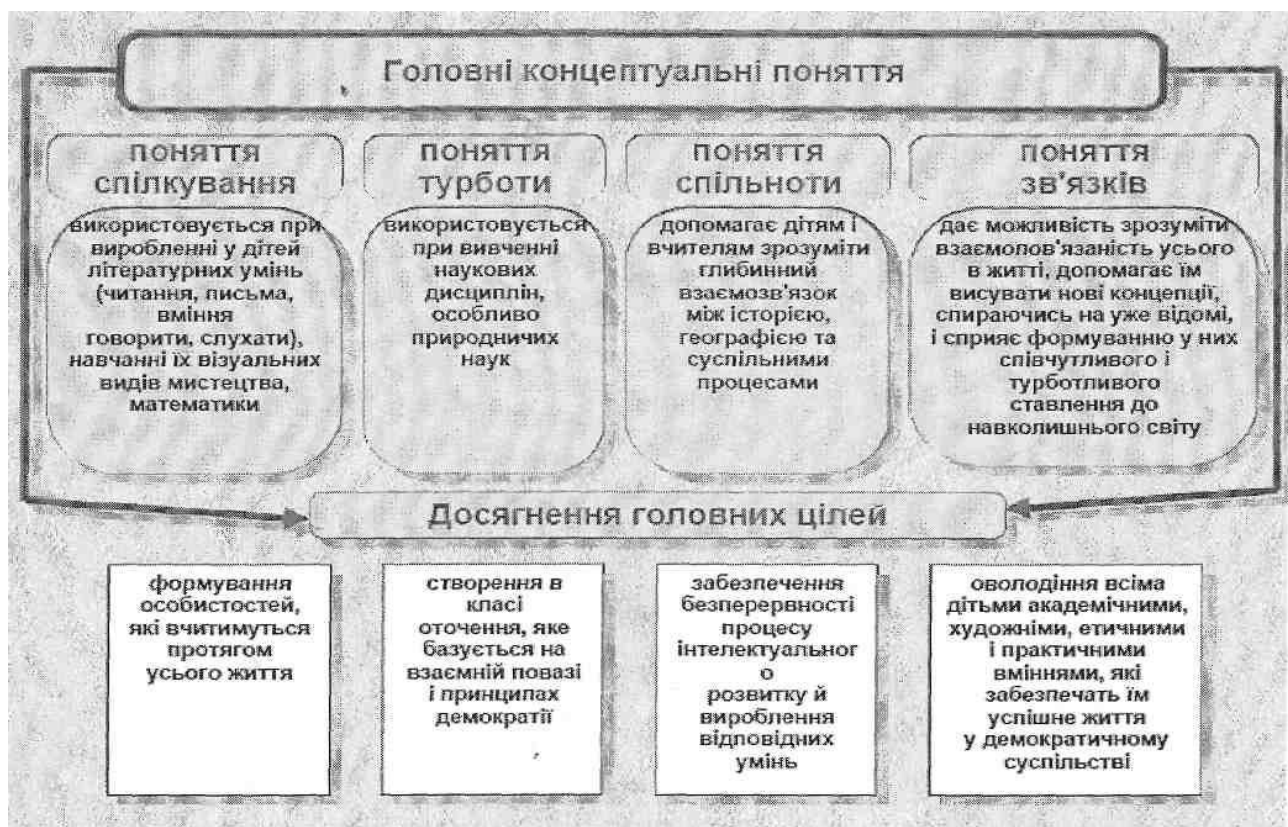 Головні концептуальні поняття
поняття
спілкування
використовується при
виробленні у дітей
літературних умінь
(читання, письма,
вміння
говорити, слухати),
навчанні їх візуальних
видів мистецтва,
математики
поняття
турботи
використовується
при вивченні
наукових
дисциплін,
особливо
природничих
наук
поняття
спільноти
допомагає дітям і
вчителям зрозуміти
глибинний
взаємозв'язок
між історією,
географією та
суспільними
процесами
поняття
зв'язків
дає можливість зрозуміти
взаємопов'язаність усього
в житті, допомагає їм
висувати нові концепції,
спираючись на уже відомі,
і сприяє формуванню у них
співчутливого і
турботливого
ставлення до
навколишнього світу
Досягнення головних цілей
формування
особистостей,
які вчитимуться
протягом
усього життя
створення в
класі
оточення, яке
базується на
взаємній повазі
і принципах
демократії
забезпечення
безперервності
процесу
інтелектуальног
о
розвитку й
вироблення
відповідних
умінь
оволодіння всіма
дітьми академічними,
художніми, етичними
і практичними
вміннями, які
забезпечать їм
успішне життя
у демократичному
суспільстві